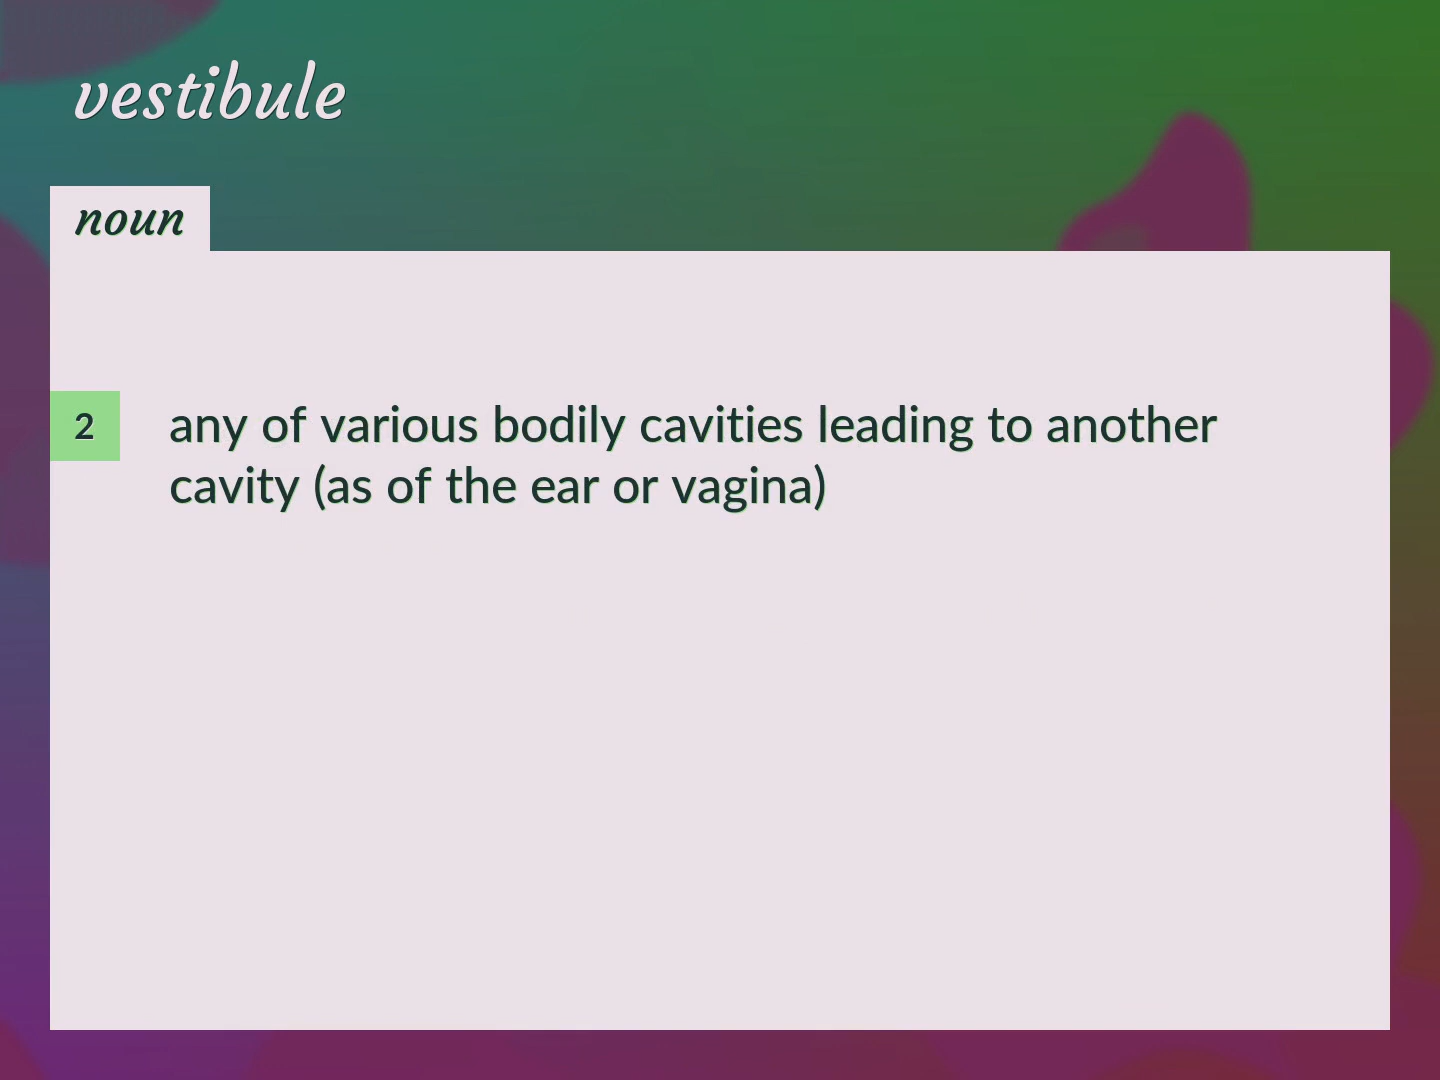 vestibule
noun
2 any of various bodily cavities leading to another
cavity (as of the ear or vagina)